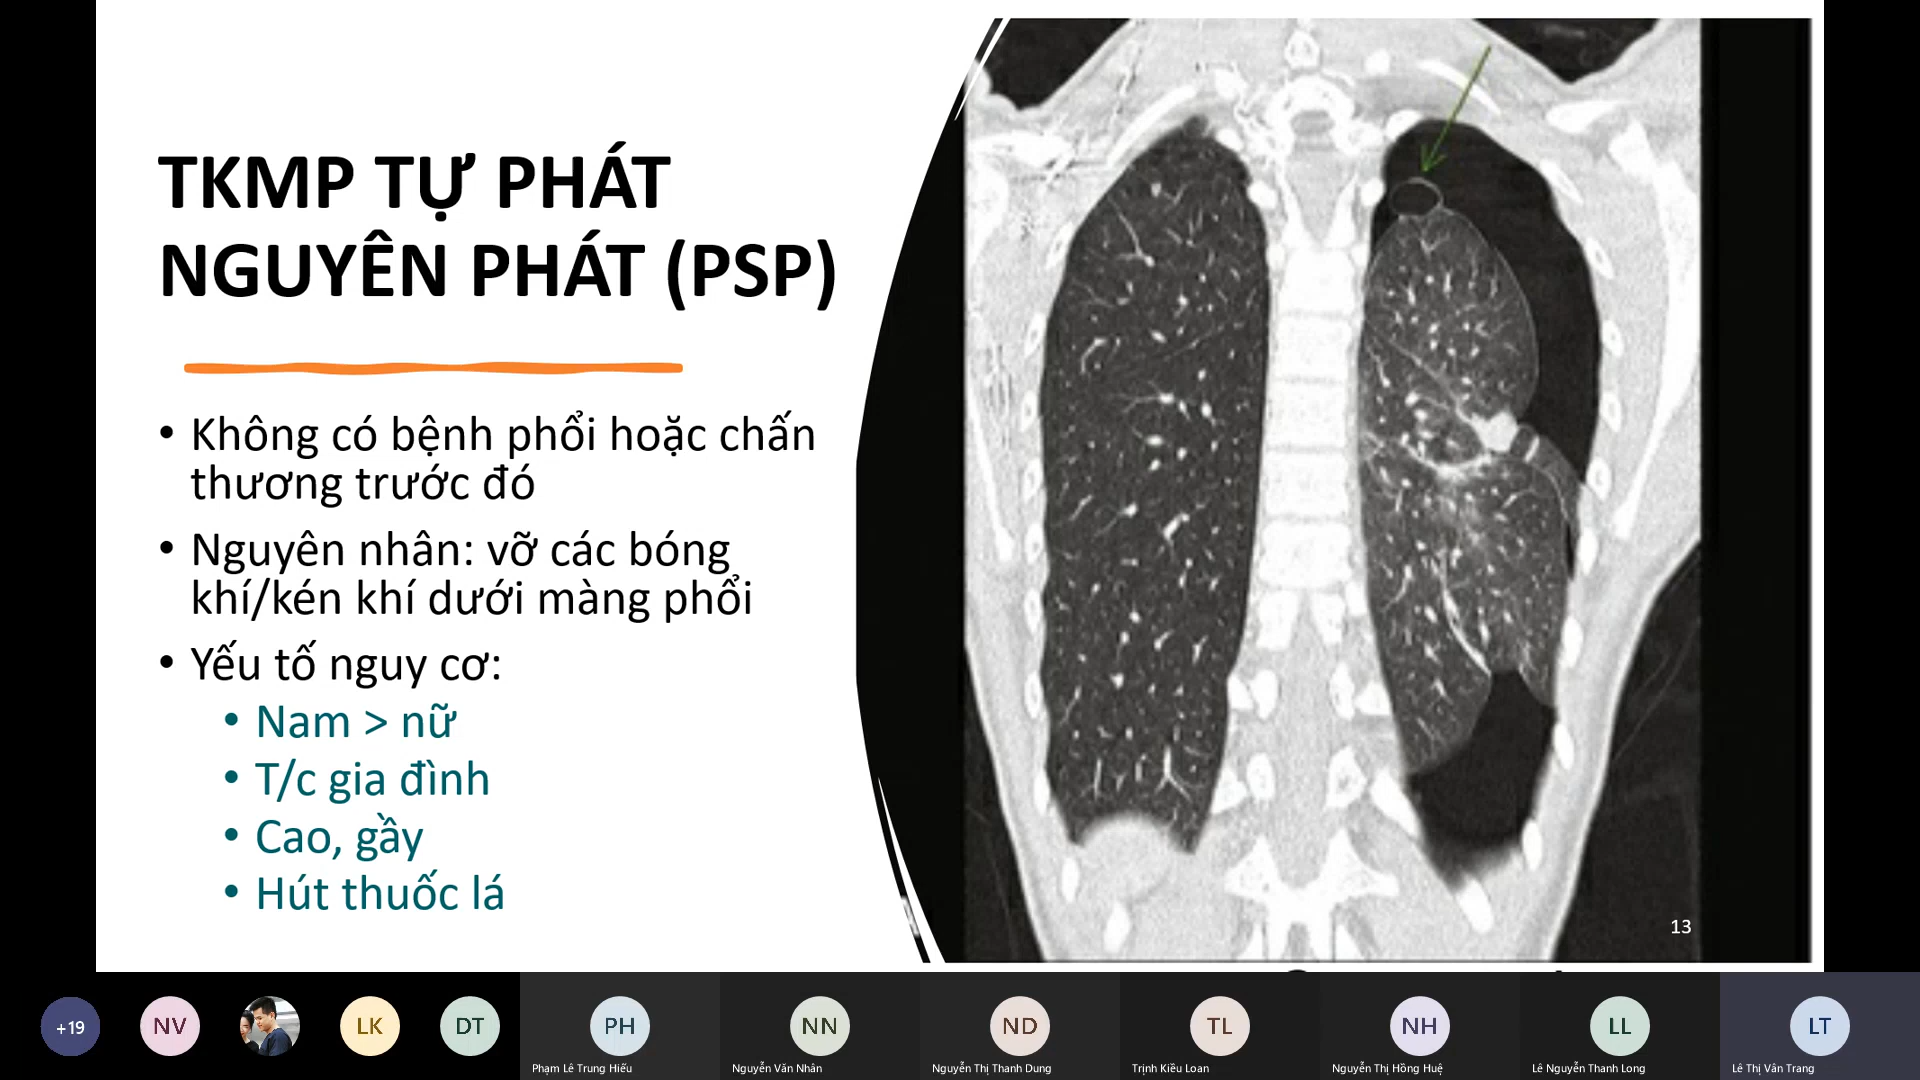 TKMP TỰ PHÁT
NGUYÊN PHÁT (PSP)
• Không có bệnh phổi hoặc chấn
thương trước đó
• Nguyên nhân: vỡ các bóng
khí/kén khí dưới màng phổi
• Yếu tố nguy cơ:
• Nam > nữ
• T/c gia đình
• Cao, gầy
• Hút thuốc lá
13
+19
NV
LK
DT
PH
NN
ND
TL
NH
LL
LT
Phạm Lê Trung Hiếu
Nguyễn Văn Nhân
Nguyễn Thị Thanh Dung
Trịnh Kiều Loan
Nguyễn Thị Hồng Huệ
Lê Nguyễn Thanh Long
Lê Thị Vân Trang